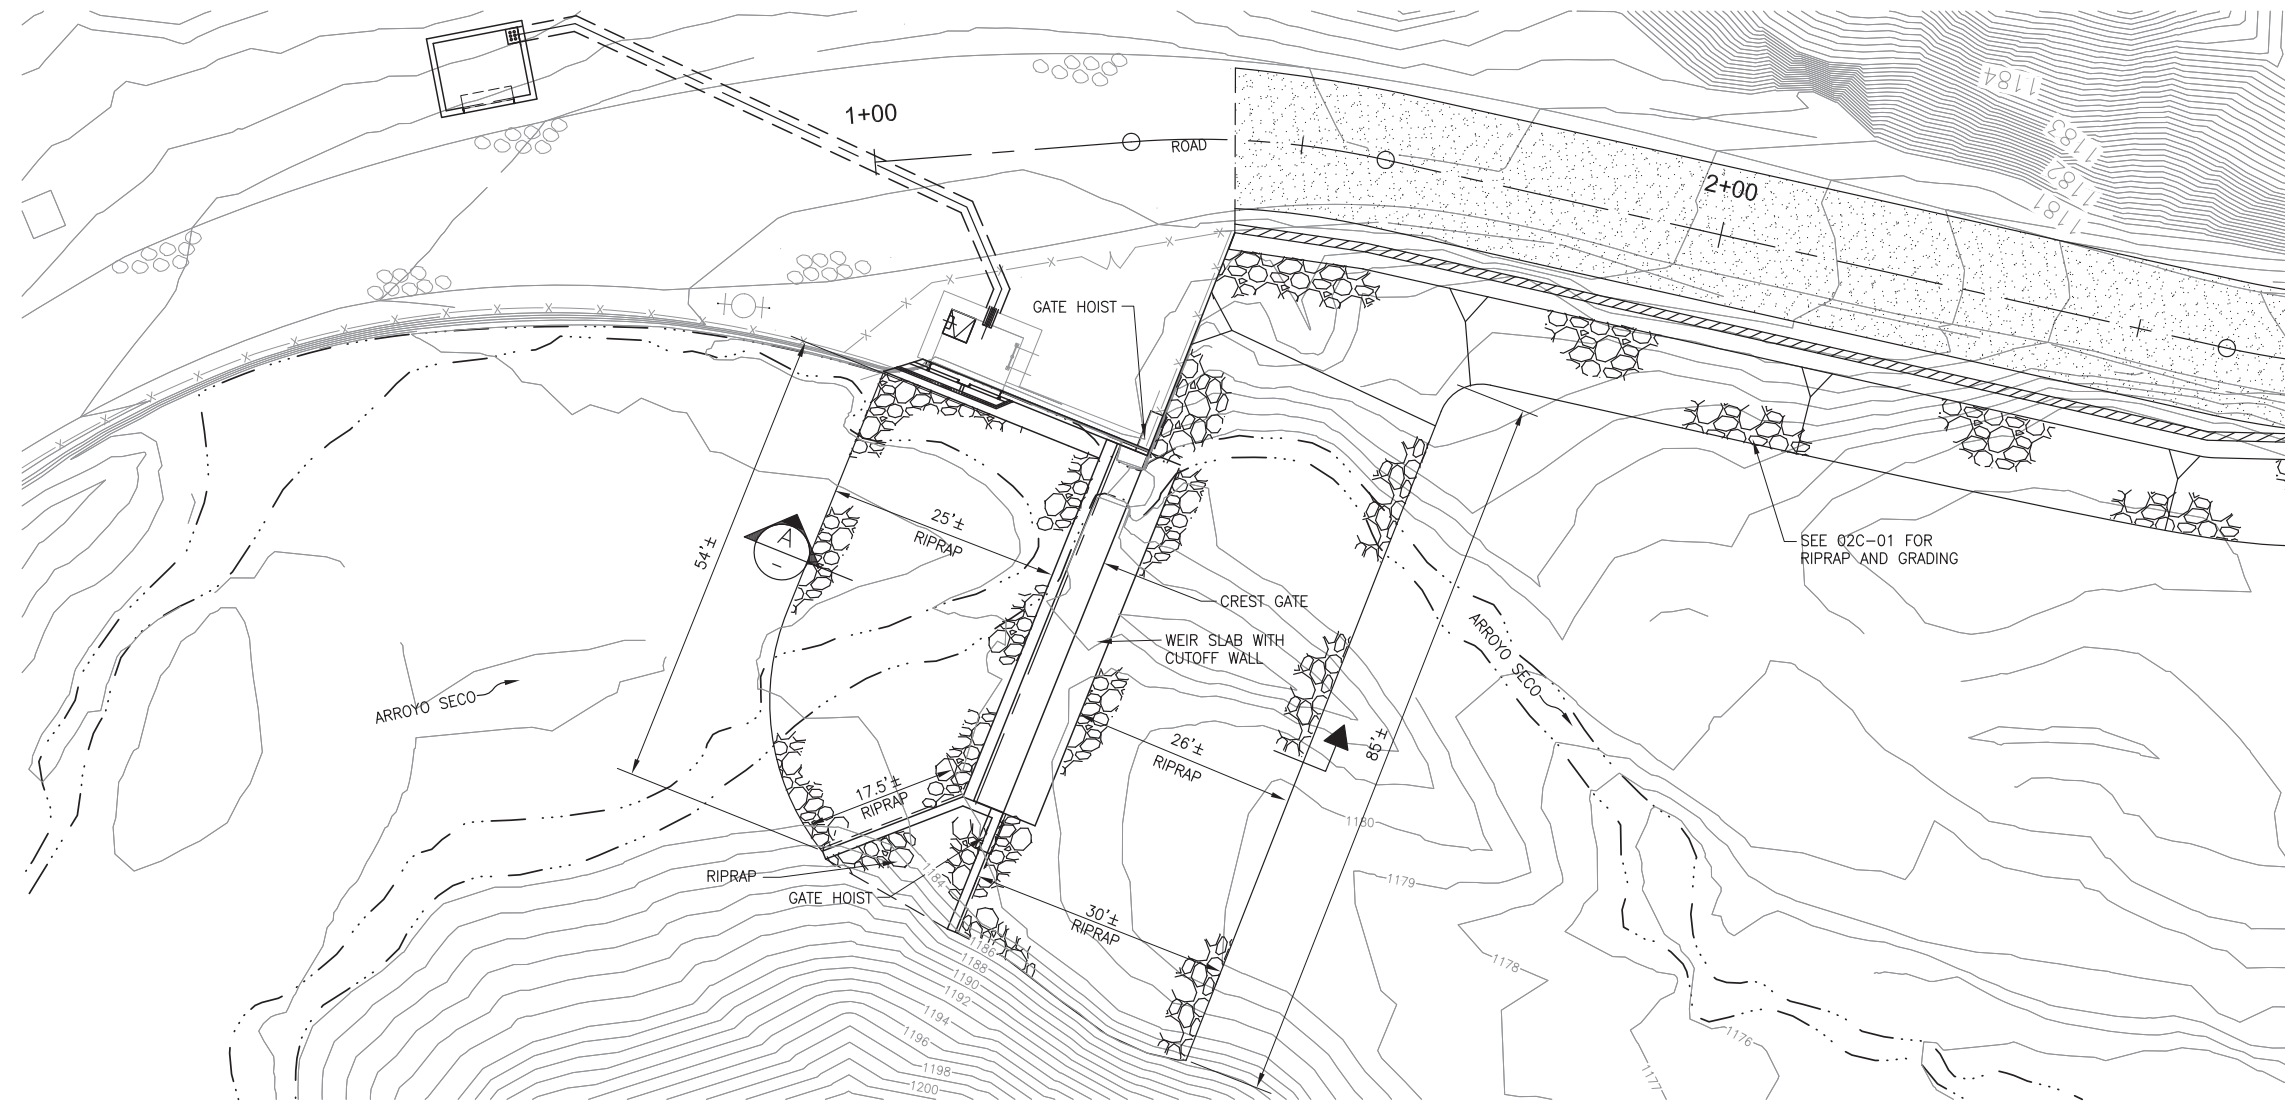 1184
1183
1182
1181
1+00
ROAD
2+00
GATE HOIST
25'±
RIPRAP
54'±
A
-
SEE 02C-01 FOR
RIPRAP AND GRADING
CREST GATE
WEIR SLAB WITH
CUTOFF WALL
ARROYO SECO
ARROYO SECO
26'±
RIPRAP
85'±
17.5'±
RIPRAP
1180
RIPRAP
1184
1179
GATE HOIST
30'±
RIPRAP
1186
1188
1190
1192
1194
1196
1198
1200
1178
1176
1177